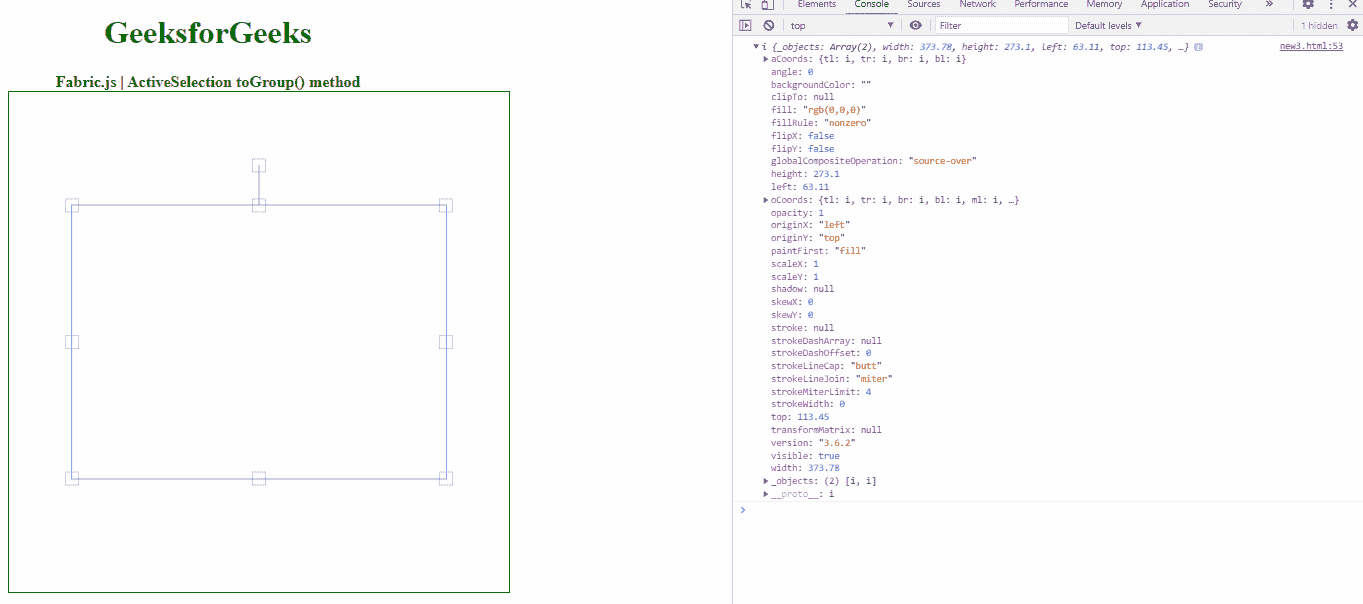 GeeksforGeeks
Fabric.js | ActiveSelection toGroup() method
Elements Console Sources Network Performance Memory Application Security »
top ▼ Filter Default levels ▼ 1 hidden
▼i {_objects: Array(2), width: 373.78, height: 273.1, left: 63.11, top: 113.45, …} new3.html:53
▶aCoords: {tl: i, tr: i, br: i, bl: i}
angle: 0
backgroundColor: ""
clipTo: null
fill: "rgb(0,0,0)"
fillRule: "nonzero"
flipX: false
flipY: false
globalCompositeOperation: "source-over"
height: 273.1
left: 63.11
▶oCoords: {tl: i, tr: i, br: i, bl: i, ml: i, …}
opacity: 1
originX: "left"
originY: "top"
paintFirst: "fill"
scaleX: 1
scaleY: 1
shadow: null
skewX: 0
skewY: 0
stroke: null
strokeDashArray: null
strokeDashOffset: 0
strokeLineCap: "butt"
strokeLineJoin: "miter"
strokeMiterLimit: 4
strokeWidth: 0
top: 113.45
transformMatrix: null
version: "3.6.2"
visible: true
width: 373.78
▶_objects: (2) [i, i]
▶__proto__: i
>